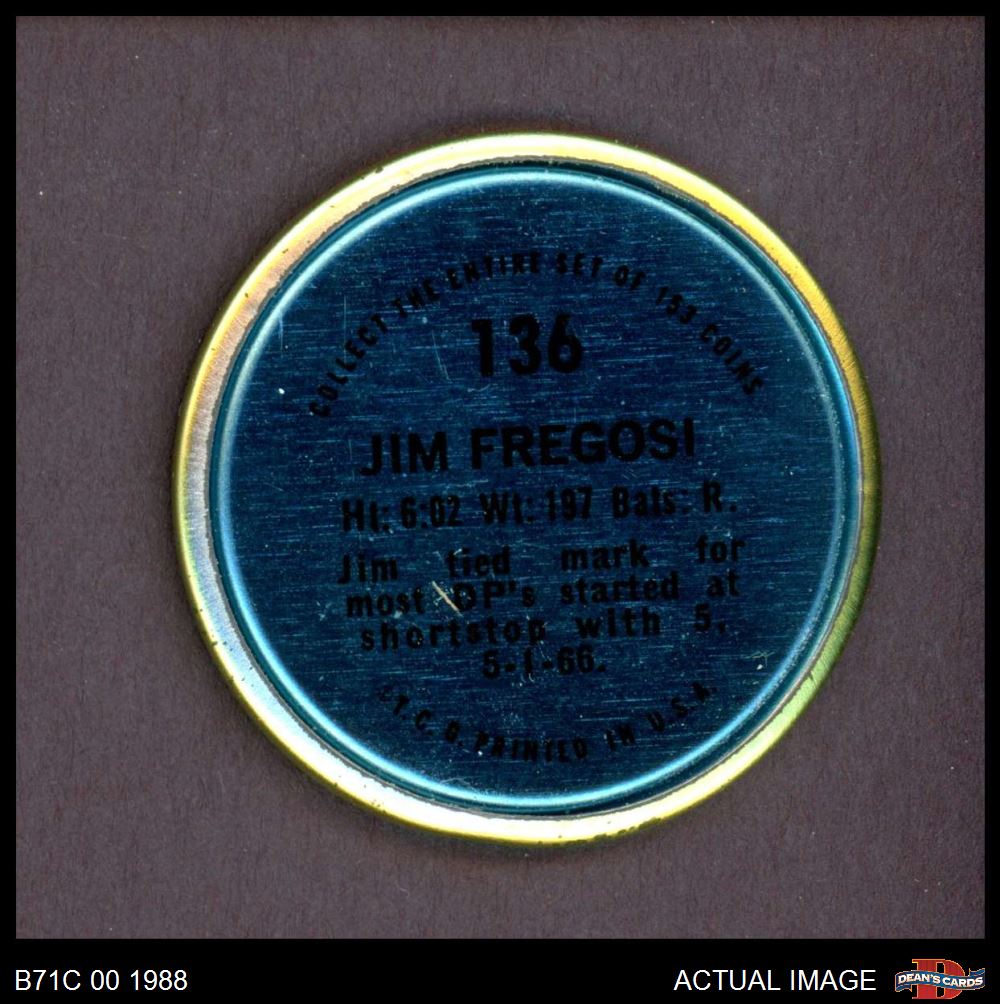 COLLECT THE ENTIRE SET OF 153 COINS
136
JIM FREGOSI
Ht: 6:02 Wt: 197 Bats: R.
Jim tied mark for
most DP's started at
shortstop with 5.
5-1-66.
©T.C.G. PRINTED IN U.S.A.
B71C 00 1988
ACTUAL IMAGE
D
DEAN'S CARDS